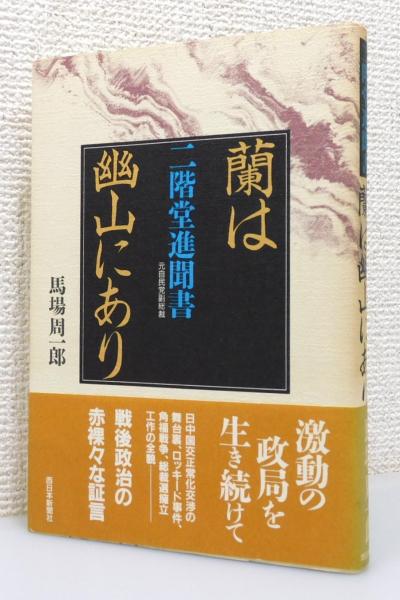 蘭は
幽山にあり
二階堂進聞書
元自民党副総裁
馬場周一郎
激動の
政局を
生き続けて
日中国交正常化交渉の
舞台裏、ロッキード事件、
角福戦争、総裁選擁立
工作の全貌――
戦後政治の
赤裸々な証言
西日本新聞社